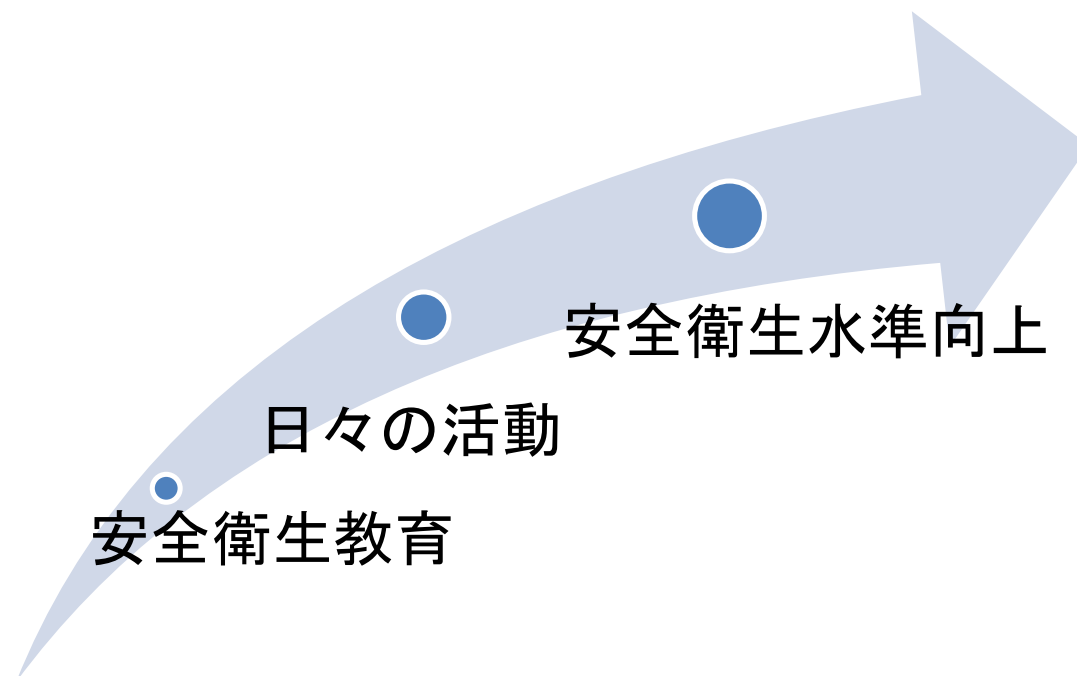 安全衛生水準向上
日々の活動
安全衛生教育